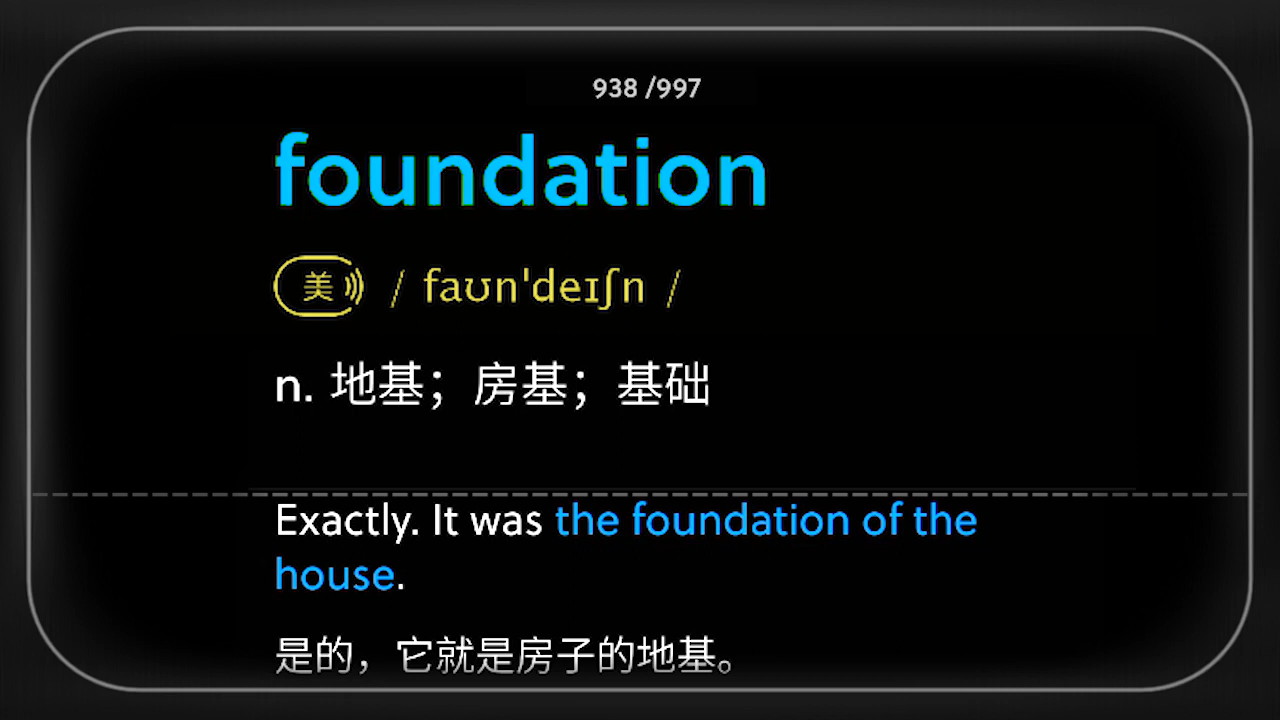 938 /997
foundation
美 / faʊn'deɪʃn /
n. 地基；房基；基础
Exactly. It was the foundation of the
house.
是的，它就是房子的地基。